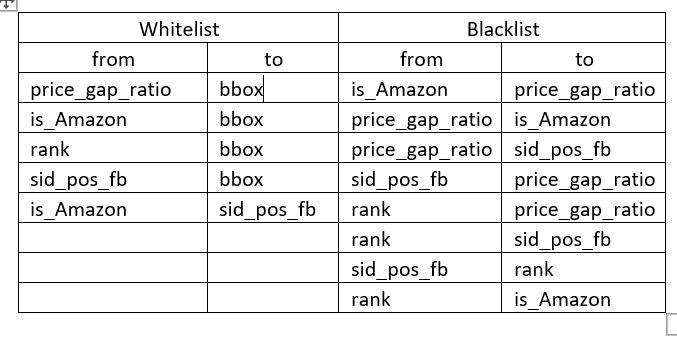 Whitelist Blacklist
from to from to
price_gap_ratio bbox is_Amazon price_gap_ratio
is_Amazon bbox price_gap_ratio is_Amazon
rank bbox price_gap_ratio sid_pos_fb
sid_pos_fb bbox sid_pos_fb price_gap_ratio
is_Amazon sid_pos_fb rank price_gap_ratio
rank sid_pos_fb
sid_pos_fb rank
rank is_Amazon